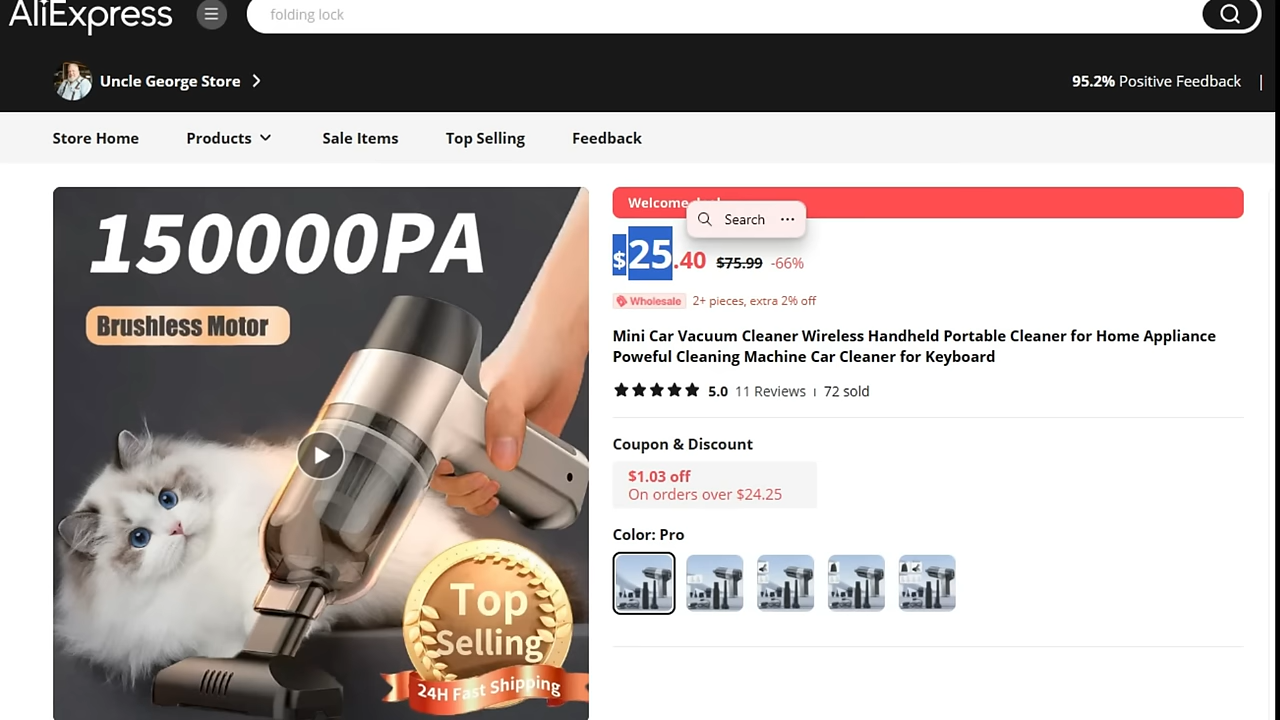 AliExpress
folding lock
Uncle George Store
95.2% Positive Feedback
Store Home
Products
Sale Items
Top Selling
Feedback
150000PA
Brushless Motor
Top
Selling
24H Fast Shipping
Welcome
Search
$25.40 $75.99 -66%
Wholesale 2+ pieces, extra 2% off
Mini Car Vacuum Cleaner Wireless Handheld Portable Cleaner for Home Appliance
Poweful Cleaning Machine Car Cleaner for Keyboard
5.0 11 Reviews 72 sold
Coupon & Discount
$1.03 off
On orders over $24.25
Color: Pro